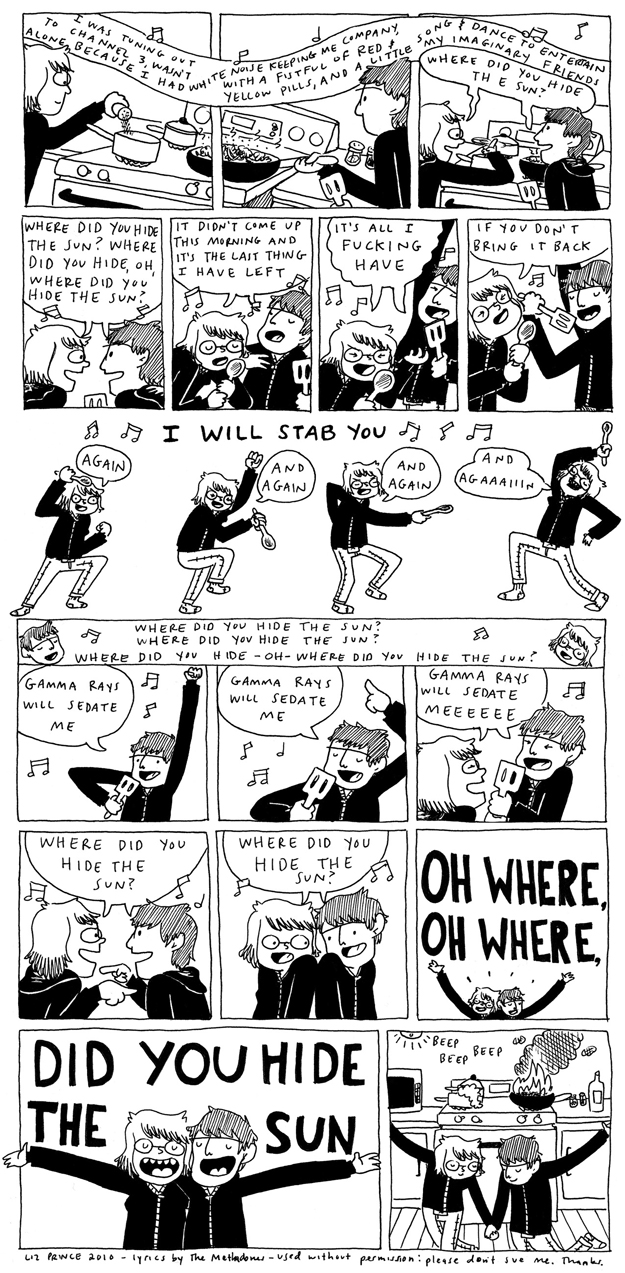 I WAS TUNING OUT
TO CHANNEL 3, WASN'T
ALONE, BECAUSE I HAD
WHITE NOISE KEEPING ME COMPANY,
WITH A FISTFUL OF RED &
YELLOW PILLS, AND A LITTLE
SONG & DANCE TO ENTERTAIN
MY IMAGINARY FRIENDS
WHERE DID YOU HIDE
THE SUN?
WHERE DID YOU HIDE
THE SUN? WHERE
DID YOU HIDE, OH,
WHERE DID YOU
HIDE THE SUN?
IT DIDN'T COME UP
THIS MORNING AND
IT'S THE LAST THING
I HAVE LEFT
IT'S ALL I
FUCKING
HAVE
IF YOU DON'T
BRING IT BACK
I WILL STAB YOU
AGAIN
AND
AGAIN
AND
AGAIN
AND
AGAAAIIIN
WHERE DID YOU HIDE THE SUN?
WHERE DID YOU HIDE THE SUN?
WHERE DID YOU HIDE -OH- WHERE DID YOU HIDE THE SUN?
GAMMA RAYS
WILL SEDATE
ME
GAMMA RAYS
WILL SEDATE
ME
GAMMA RAYS
WILL SEDATE
MEEEEEE
WHERE DID YOU
HIDE THE
SUN?
WHERE DID YOU
HIDE THE
SUN?
OH WHERE,
OH WHERE,
DID YOU HIDE
THE SUN
BEEP
BEEP BEEP
LIZ PRINCE 2010 - lyrics by The Methadones - used without permission: please don't sue me. Thanks.